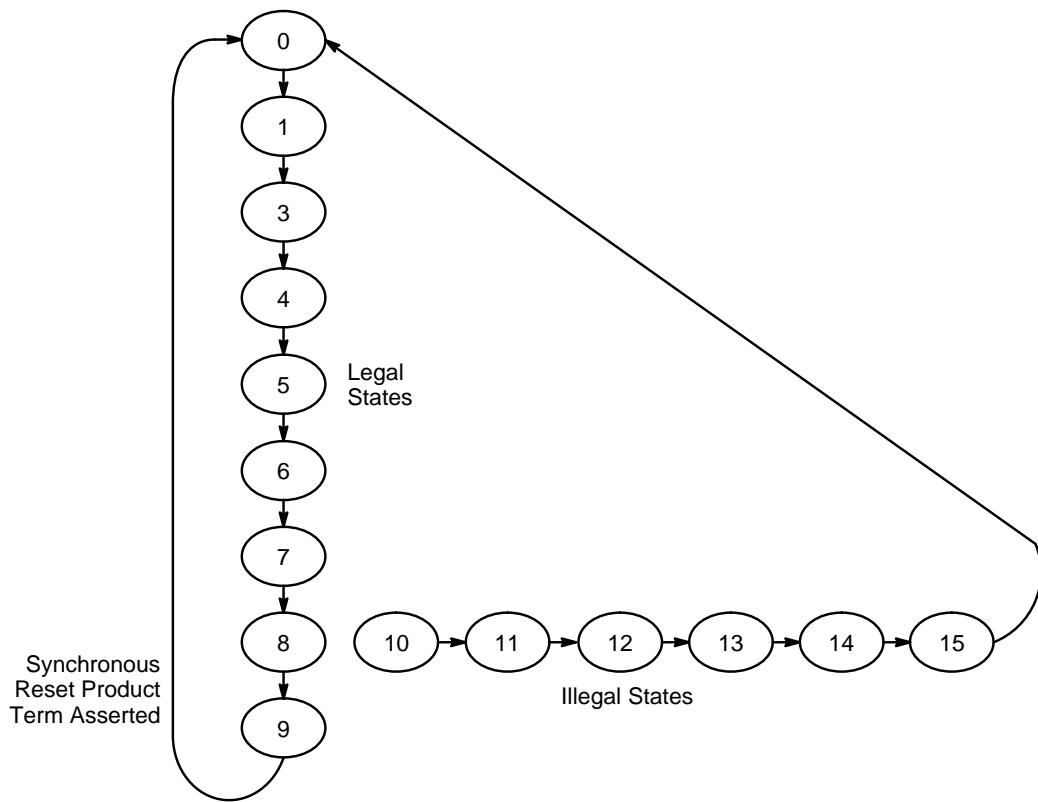 0
1
3
4
5
Legal
States
6
7
8
10
11
12
13
14
15
Synchronous
Reset Product
Term Asserted
Illegal States
9